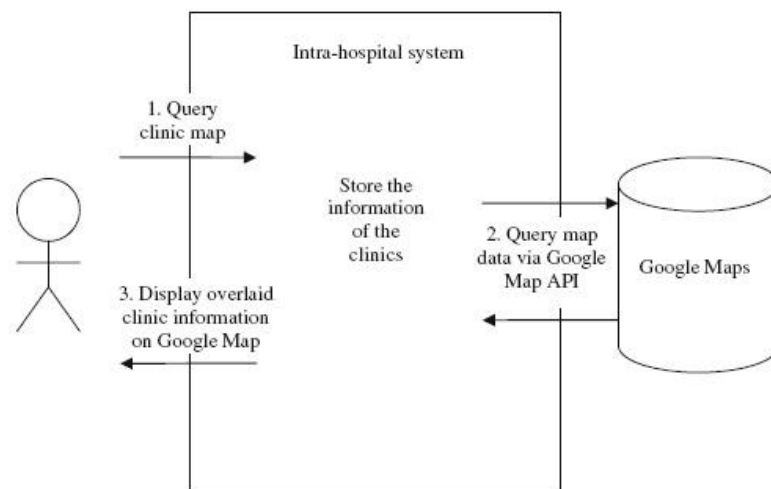 Intra-hospital system
1. Query
clinic map
Store the
information
of the
clinics
2. Query map
data via Google
Map API
Google Maps
3. Display overlaid
clinic information
on Google Map